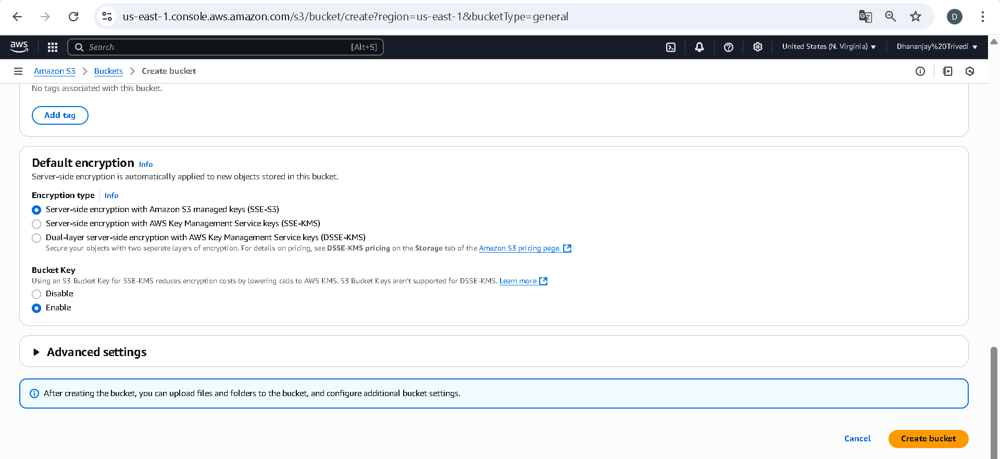 us-east-1.console.aws.amazon.com/s3/bucket/create?region=us-east-1&bucketType=general
D
aws
Search
[Alt+S]
United States (N. Virginia)
Dhananjay%20Trivedi
Amazon S3
Buckets
Create bucket
No tags associated with this bucket.
Add tag
Default encryption Info
Server-side encryption is automatically applied to new objects stored in this bucket.
Encryption type Info
Server-side encryption with Amazon S3 managed keys (SSE-S3)
Server-side encryption with AWS Key Management Service keys (SSE-KMS)
Dual-layer server-side encryption with AWS Key Management Service keys (DSSE-KMS)
Secure your objects with two separate layers of encryption. For details on pricing, see DSSE-KMS pricing on the Storage tab of the Amazon S3 pricing page.
Bucket Key
Using an S3 Bucket Key for SSE-KMS reduces encryption costs by lowering calls to AWS KMS. S3 Bucket Keys aren't supported for DSSE-KMS. Learn more
Disable
Enable
Advanced settings
After creating the bucket, you can upload files and folders to the bucket, and configure additional bucket settings.
Cancel
Create bucket